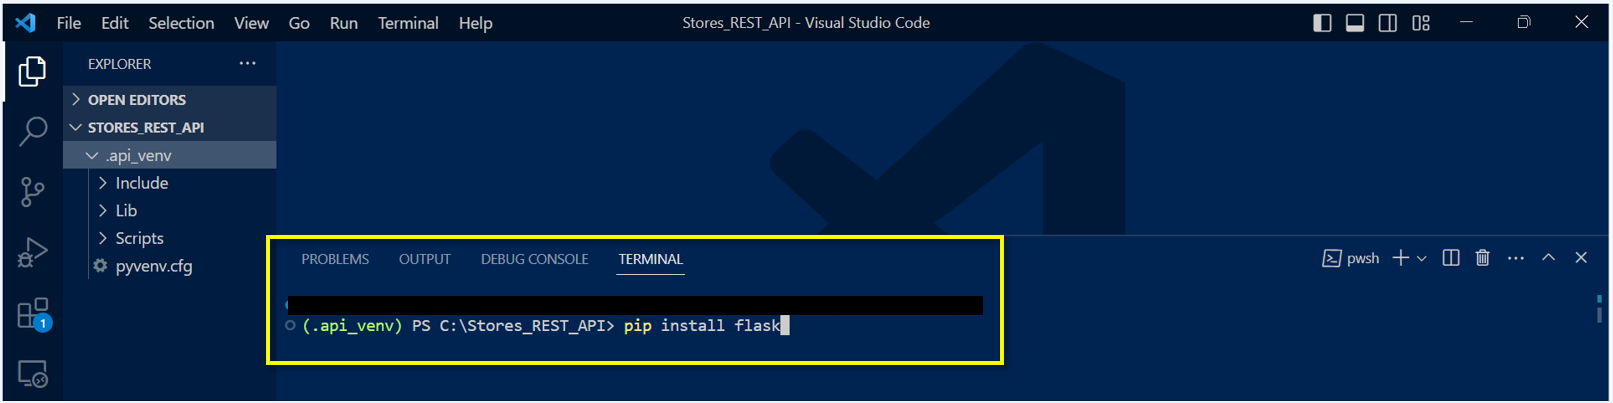 File Edit Selection View Go Run Terminal Help Stores_REST_API - Visual Studio Code
EXPLORER
OPEN EDITORS
STORES_REST_API
.api_venv
Include
Lib
Scripts
pyvenv.cfg
1
PROBLEMS OUTPUT DEBUG CONSOLE TERMINAL pwsh
(.api_venv) PS C:\Stores_REST_API> pip install flask